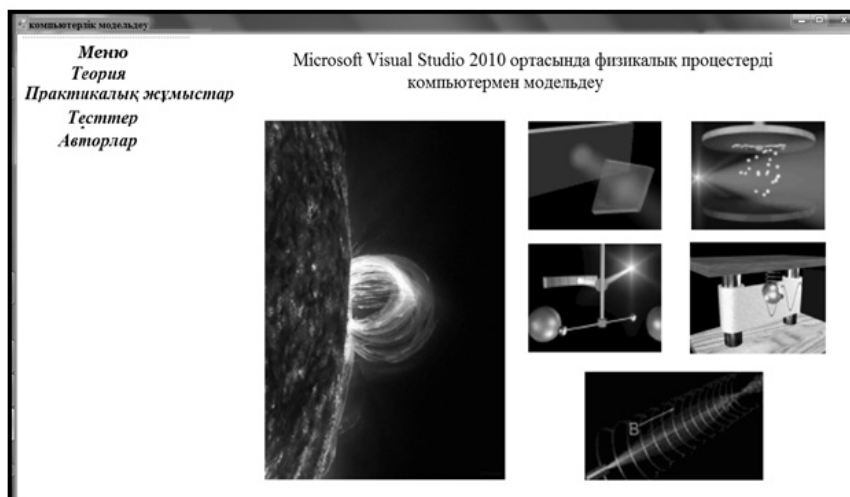 компьютерлік модельдеу
Меню
Теория
Практикалық жұмыстар
Тесттер
Авторлар
Microsoft Visual Studio 2010 ортасында физикалық процестерді
компьютермен модельдеу
B